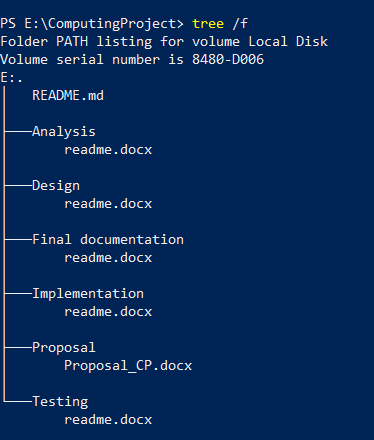 PS E:\ComputingProject> tree /f
Folder PATH listing for volume Local Disk
Volume serial number is 8480-D006
E:.
│   README.md
│
├───Analysis
│       readme.docx
│
├───Design
│       readme.docx
│
├───Final documentation
│       readme.docx
│
├───Implementation
│       readme.docx
│
├───Proposal
│       Proposal_CP.docx
│
└───Testing
        readme.docx